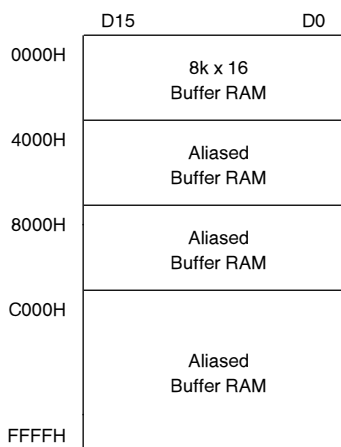 D15 D0
0000H
8k x 16
Buffer RAM
4000H
Aliased
Buffer RAM
8000H
Aliased
Buffer RAM
C000H
Aliased
Buffer RAM
FFFFH